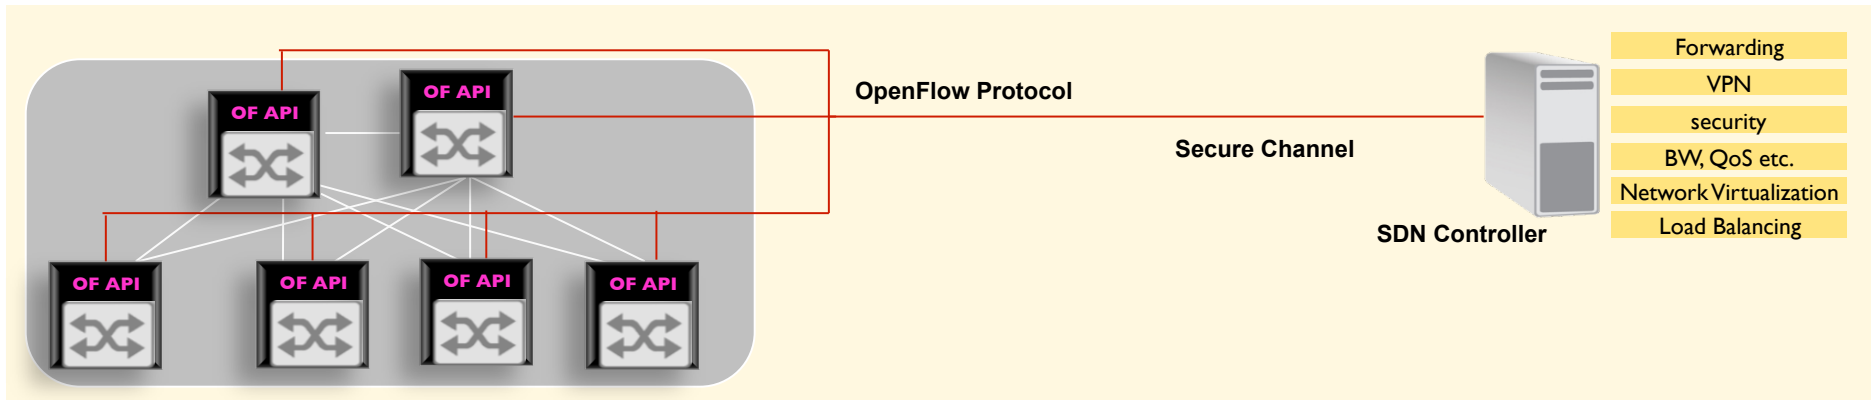 OF API
OF API
OpenFlow Protocol
Secure Channel
SDN Controller
OF API
OF API
OF API
OF API
Forwarding
VPN
security
BW, QoS etc.
Network Virtualization
Load Balancing